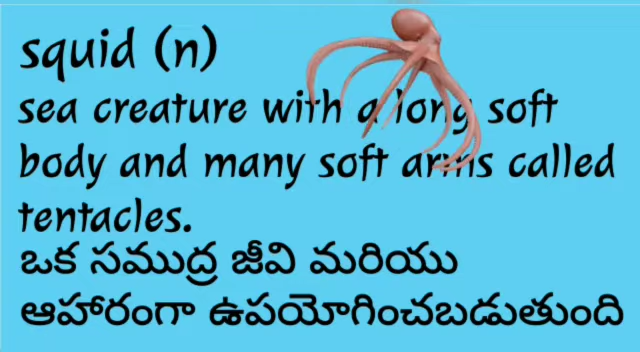 squid (n)
sea creature with a long soft
body and many soft arms called
tentacles.
ఒక సముద్ర జీవి మరియు
ఆహారంగా ఉపయోగించబడుతుంది